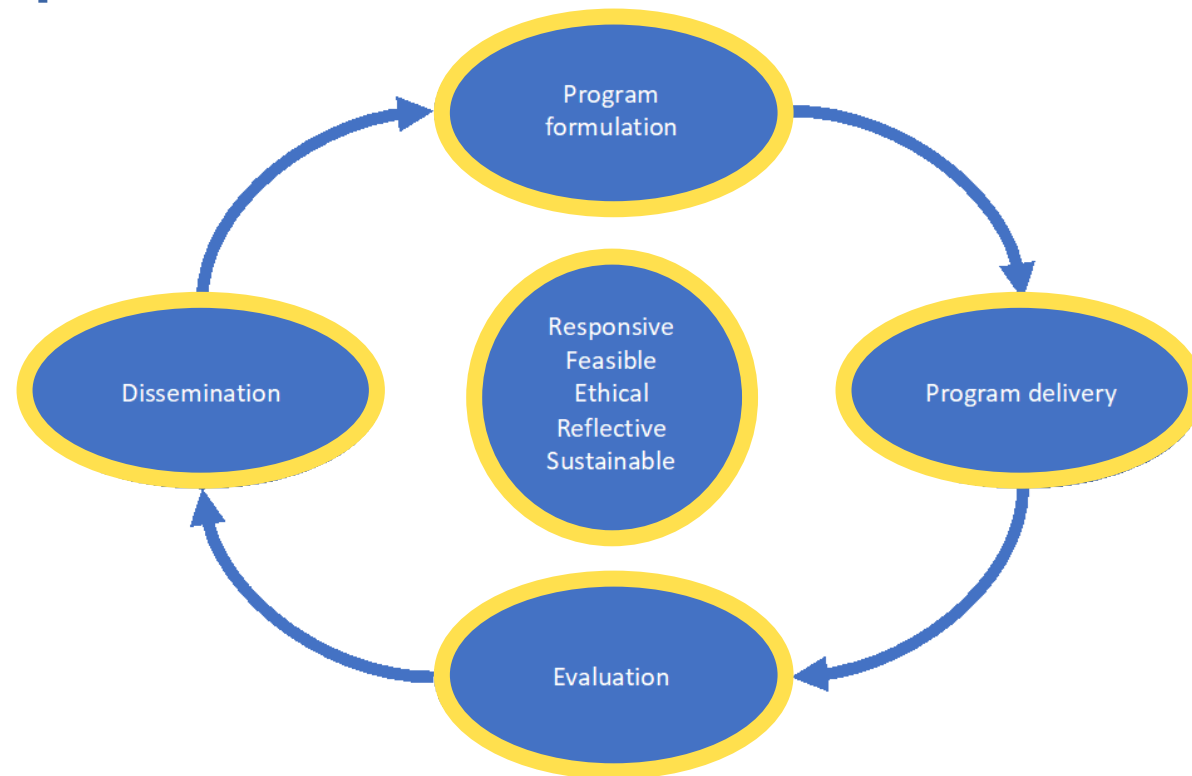 Program
formulation
Responsive
Feasible
Ethical
Reflective
Sustainable
Dissemination
Program delivery
Evaluation